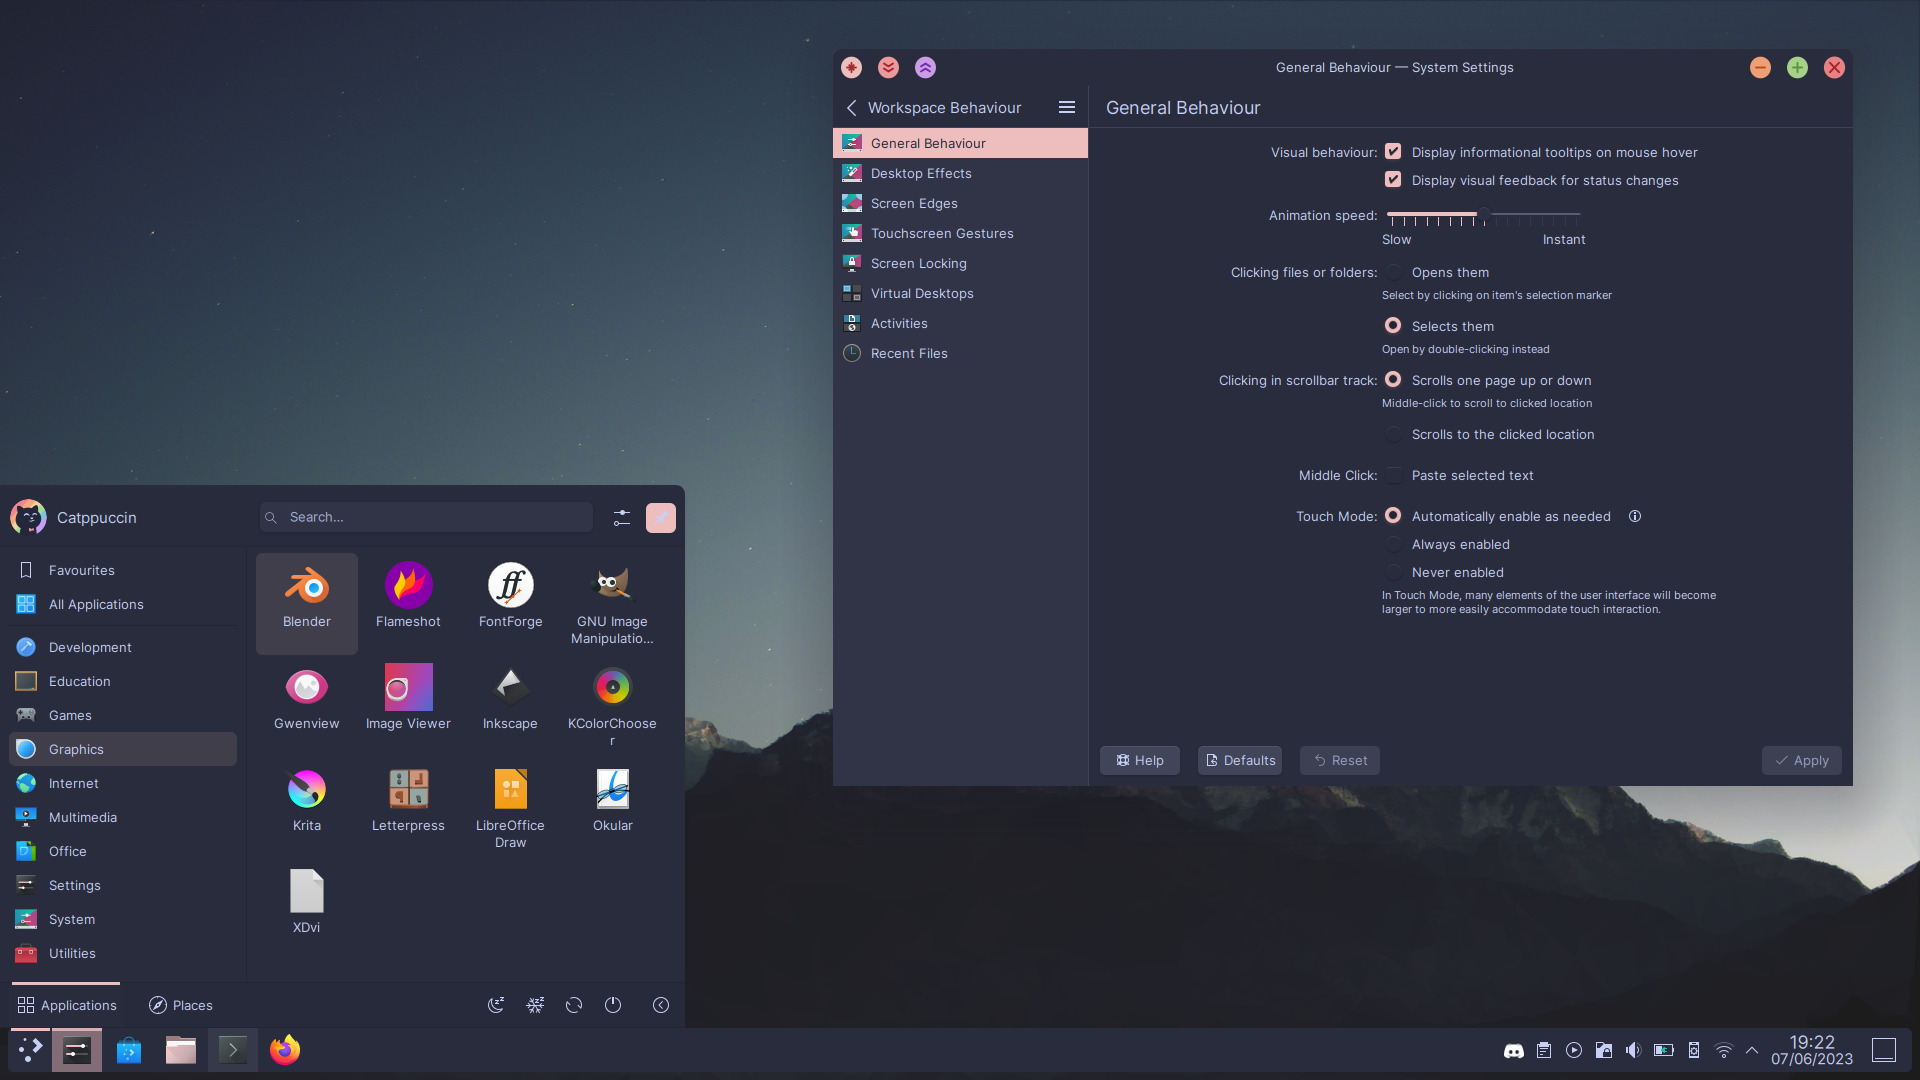 General Behaviour — System Settings
Workspace Behaviour
General Behaviour
Desktop Effects
Screen Edges
Touchscreen Gestures
Screen Locking
Virtual Desktops
Activities
Recent Files
General Behaviour
Visual behaviour: Display informational tooltips on mouse hover
Display visual feedback for status changes
Animation speed:
Slow Instant
Clicking files or folders: Opens them
Select by clicking on item's selection marker
Selects them
Open by double-clicking instead
Clicking in scrollbar track: Scrolls one page up or down
Middle-click to scroll to clicked location
Scrolls to the clicked location
Middle Click: Paste selected text
Touch Mode: Automatically enable as needed
Always enabled
Never enabled
In Touch Mode, many elements of the user interface will become
larger to more easily accommodate touch interaction.
Help Defaults Reset Apply
Catppuccin
Search...
Favourites
All Applications
Development
Education
Games
Graphics
Internet
Multimedia
Office
Settings
System
Utilities
Blender Flameshot FontForge GNU Image
Manipulatio...
Gwenview Image Viewer Inkscape KColorChoose
r
Krita Letterpress LibreOffice Okular
Draw
XDvi
Applications Places
19:22
07/06/2023